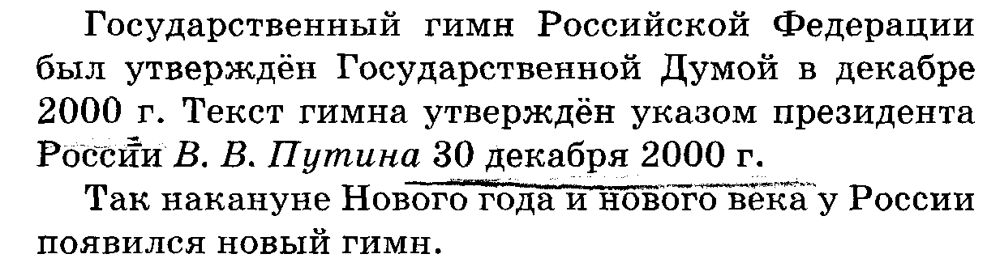 Государственный гимн Российской Федерации
был утверждён Государственной Думой в декабре
2000 г. Текст гимна утверждён указом президента
России В. В. Путина 30 декабря 2000 г.
Так накануне Нового года и нового века у России
появился новый гимн.